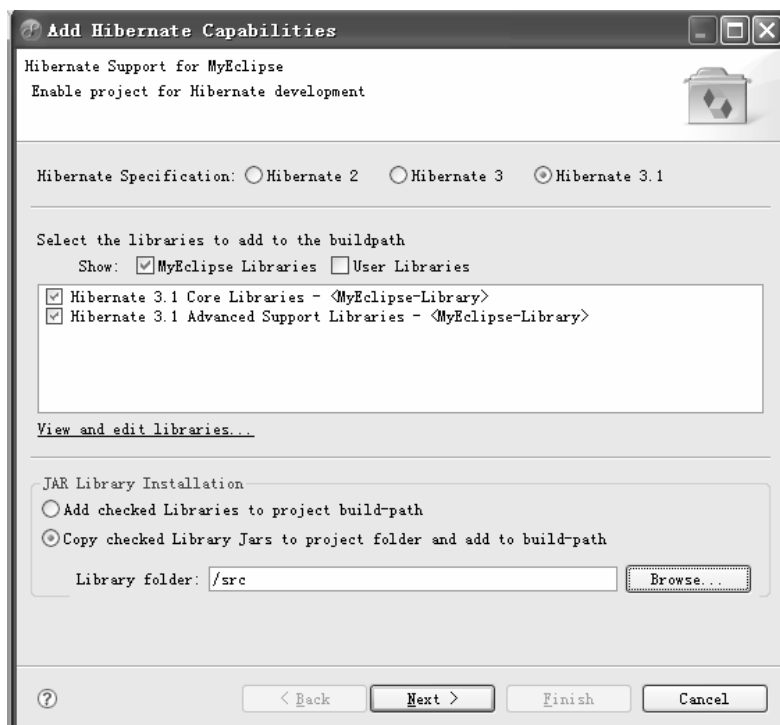 Add Hibernate Capabilities
Hibernate Support for MyEclipse
Enable project for Hibernate development
Hibernate Specification: Hibernate 2 Hibernate 3 Hibernate 3.1
Select the libraries to add to the buildpath
Show: MyEclipse Libraries User Libraries
Hibernate 3.1 Core Libraries - <MyEclipse-Library>
Hibernate 3.1 Advanced Support Libraries - <MyEclipse-Library>
View and edit libraries...
JAR Library Installation
Add checked Libraries to project build-path
Copy checked Library Jars to project folder and add to build-path
Library folder: /src Browse...
? < Back Next > Finish Cancel